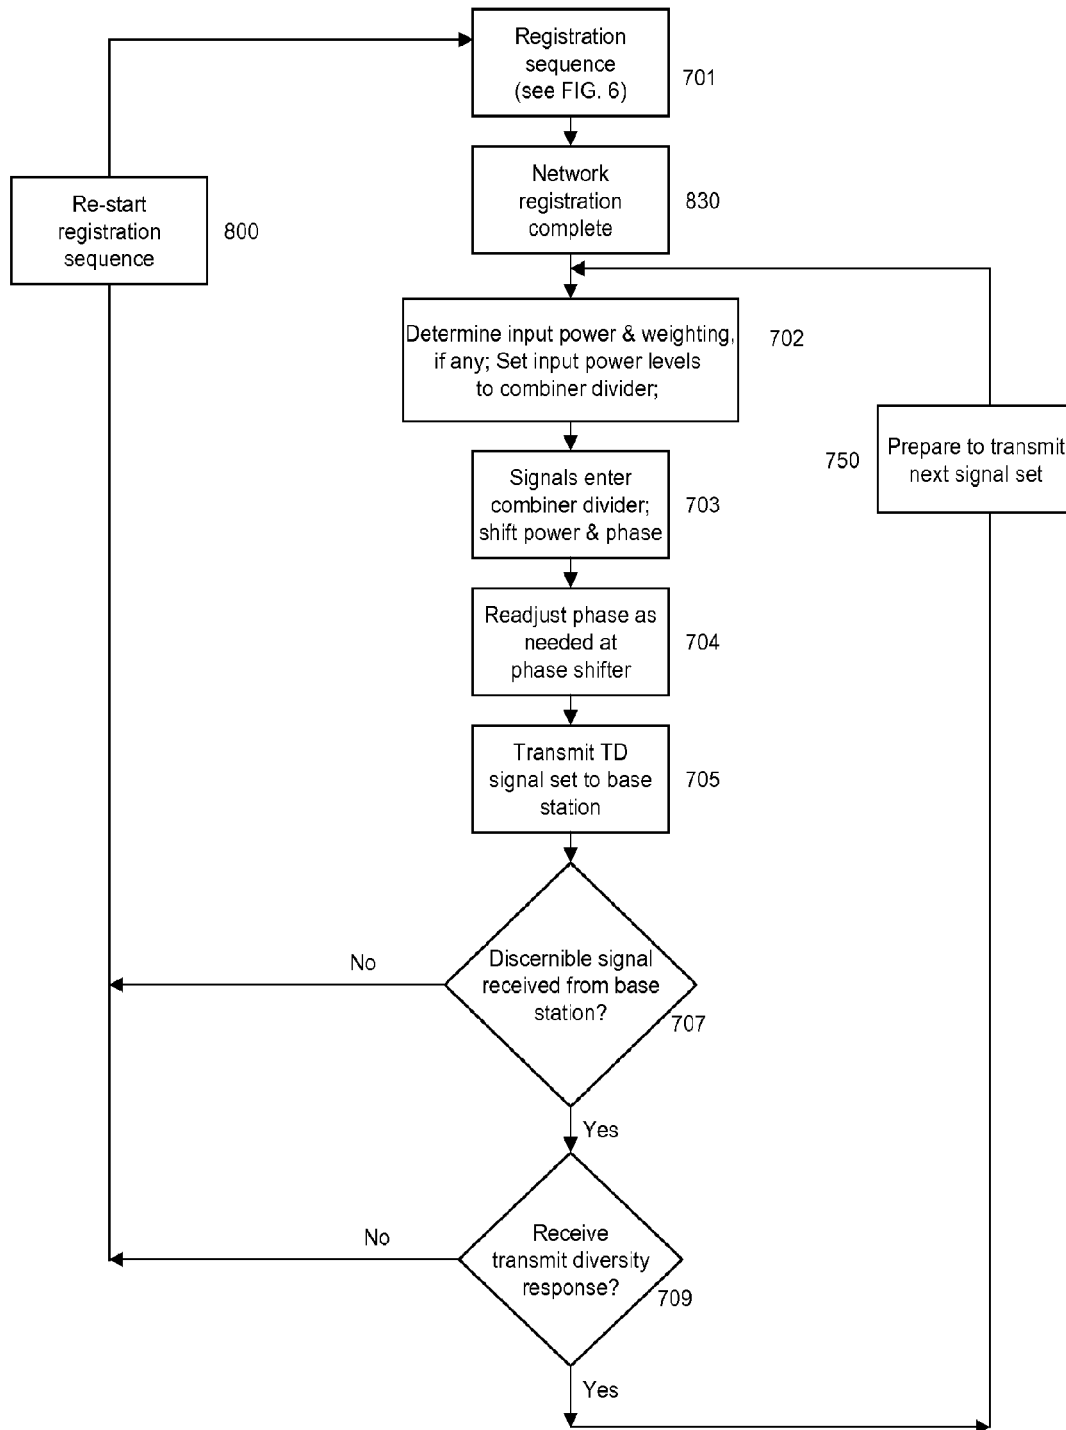 Registration
sequence
(see FIG. 6)
701
Network
registration
complete
830
Re-start
registration
sequence
800
Determine input power & weighting,
if any; Set input power levels
to combiner divider;
702
Prepare to transmit
next signal set
750
Signals enter
combiner divider;
shift power & phase
703
Readjust phase as
needed at
phase shifter
704
Transmit TD
signal set to base
station
705
Discernible signal
received from base
station?
707
No
Yes
Receive
transmit diversity
response?
709
No
Yes